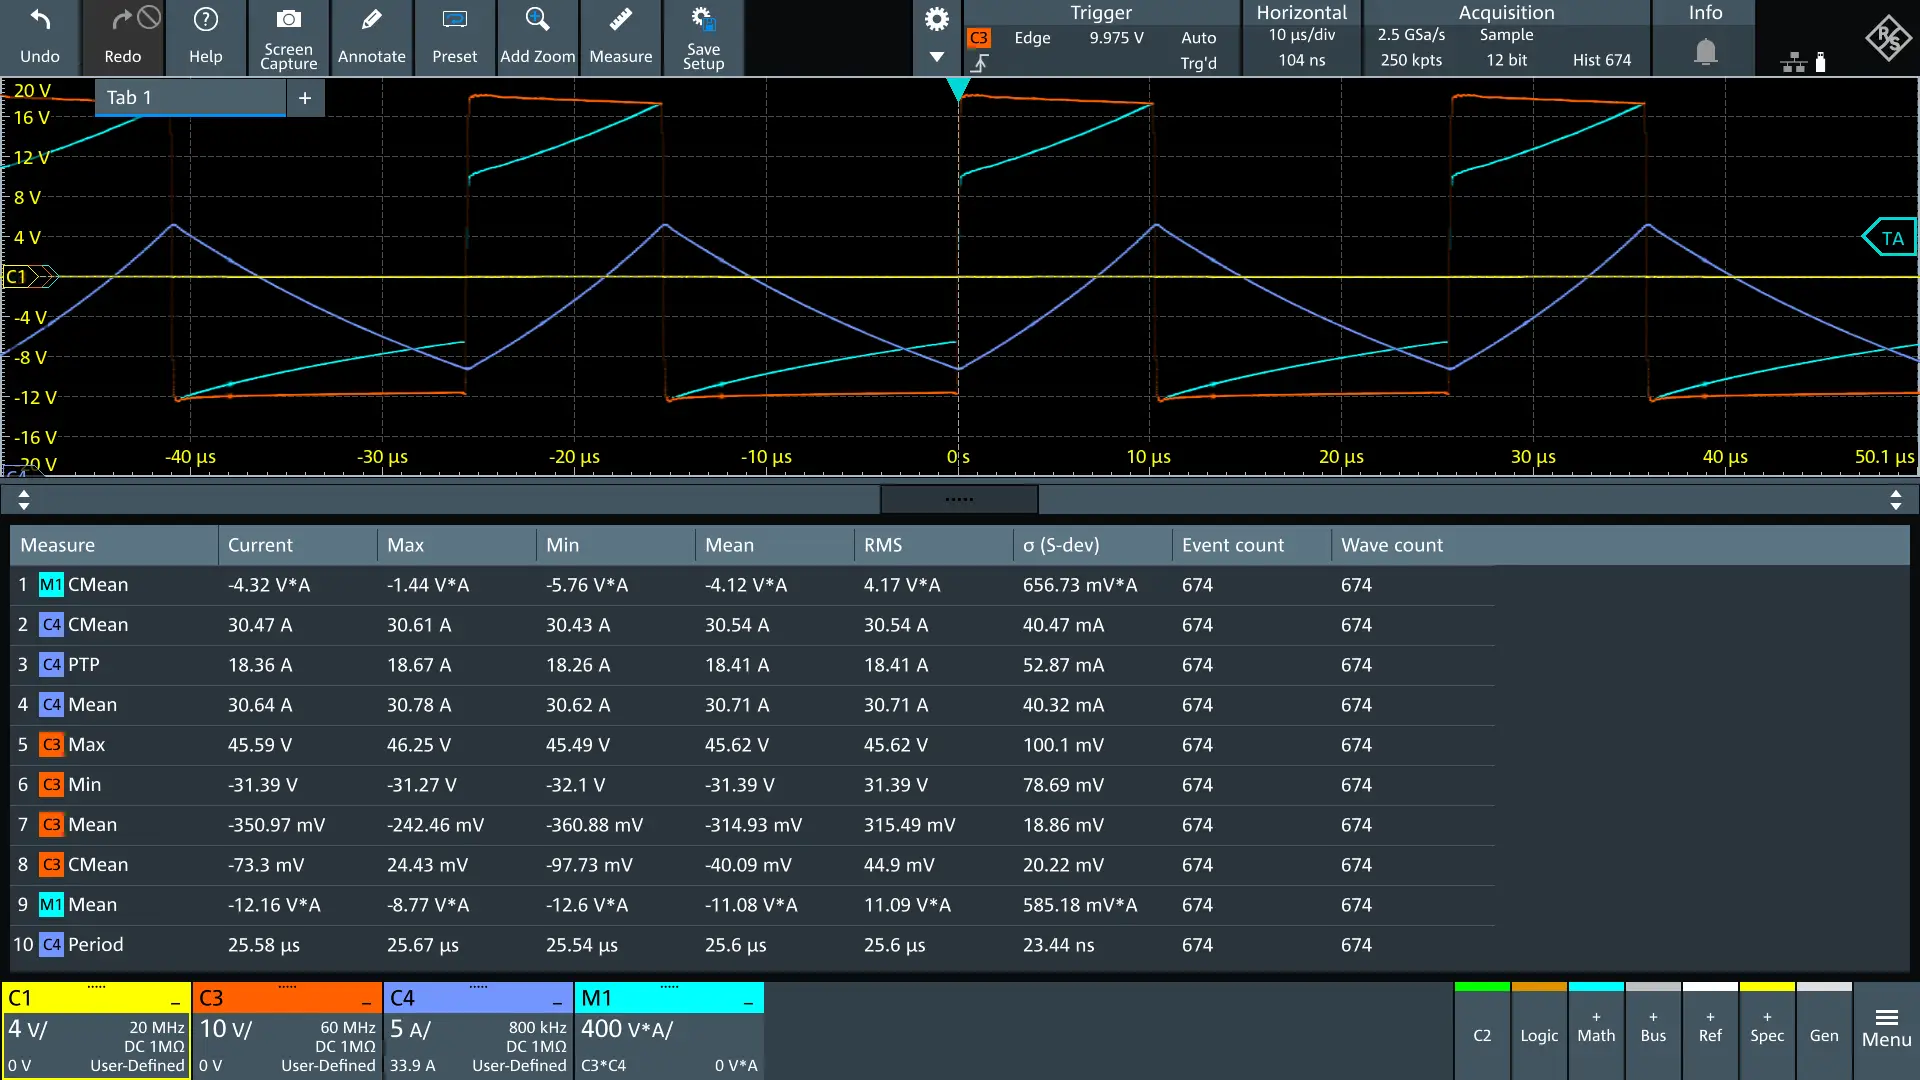 Undo
Redo
Help
Screen
Capture
Annotate
Preset
Add Zoom
Measure
Save
Setup
Trigger
C3 Edge 9.975 V Auto
Trg'd
Horizontal
10 µs/div
104 ns
Acquisition
2.5 GSa/s Sample
250 kpts 12 bit Hist 674
Info
R&S
Tab 1 +
20 V
16 V
12 V
8 V
4 V
C1
TA
-4 V
-8 V
-12 V
-16 V
-20 V
C4
-40 µs -30 µs -20 µs -10 µs 0 s 10 µs 20 µs 30 µs 40 µs 50.1 µs
Measure Current Max Min Mean RMS σ (S-dev) Event count Wave count
1 M1 CMean -4.32 V*A -1.44 V*A -5.76 V*A -4.12 V*A 4.17 V*A 656.73 mV*A 674 674
2 C4 CMean 30.47 A 30.61 A 30.43 A 30.54 A 30.54 A 40.47 mA 674 674
3 C4 PTP 18.36 A 18.67 A 18.26 A 18.41 A 18.41 A 52.87 mA 674 674
4 C4 Mean 30.64 A 30.78 A 30.62 A 30.71 A 30.71 A 40.32 mA 674 674
5 C3 Max 45.59 V 46.25 V 45.49 V 45.62 V 45.62 V 100.1 mV 674 674
6 C3 Min -31.39 V -31.27 V -32.1 V -31.39 V 31.39 V 78.69 mV 674 674
7 C3 Mean -350.97 mV -242.46 mV -360.88 mV -314.93 mV 315.49 mV 18.86 mV 674 674
8 C3 CMean -73.3 mV 24.43 mV -97.73 mV -40.09 mV 44.9 mV 20.22 mV 674 674
9 M1 Mean -12.16 V*A -8.77 V*A -12.6 V*A -11.08 V*A 11.09 V*A 585.18 mV*A 674 674
10 C4 Period 25.58 µs 25.67 µs 25.54 µs 25.6 µs 25.6 µs 23.44 ns 674 674
C1
4 V/ 20 MHz
DC 1MΩ
0 V User-Defined
C3
10 V/ 60 MHz
DC 1MΩ
0 V User-Defined
C4
5 A/ 800 kHz
DC 1MΩ
33.9 A User-Defined
M1
400 V*A/
C3*C4 0 V*A
C2
Logic
+ Math
+ Bus
+ Ref
+ Spec
Gen
Menu